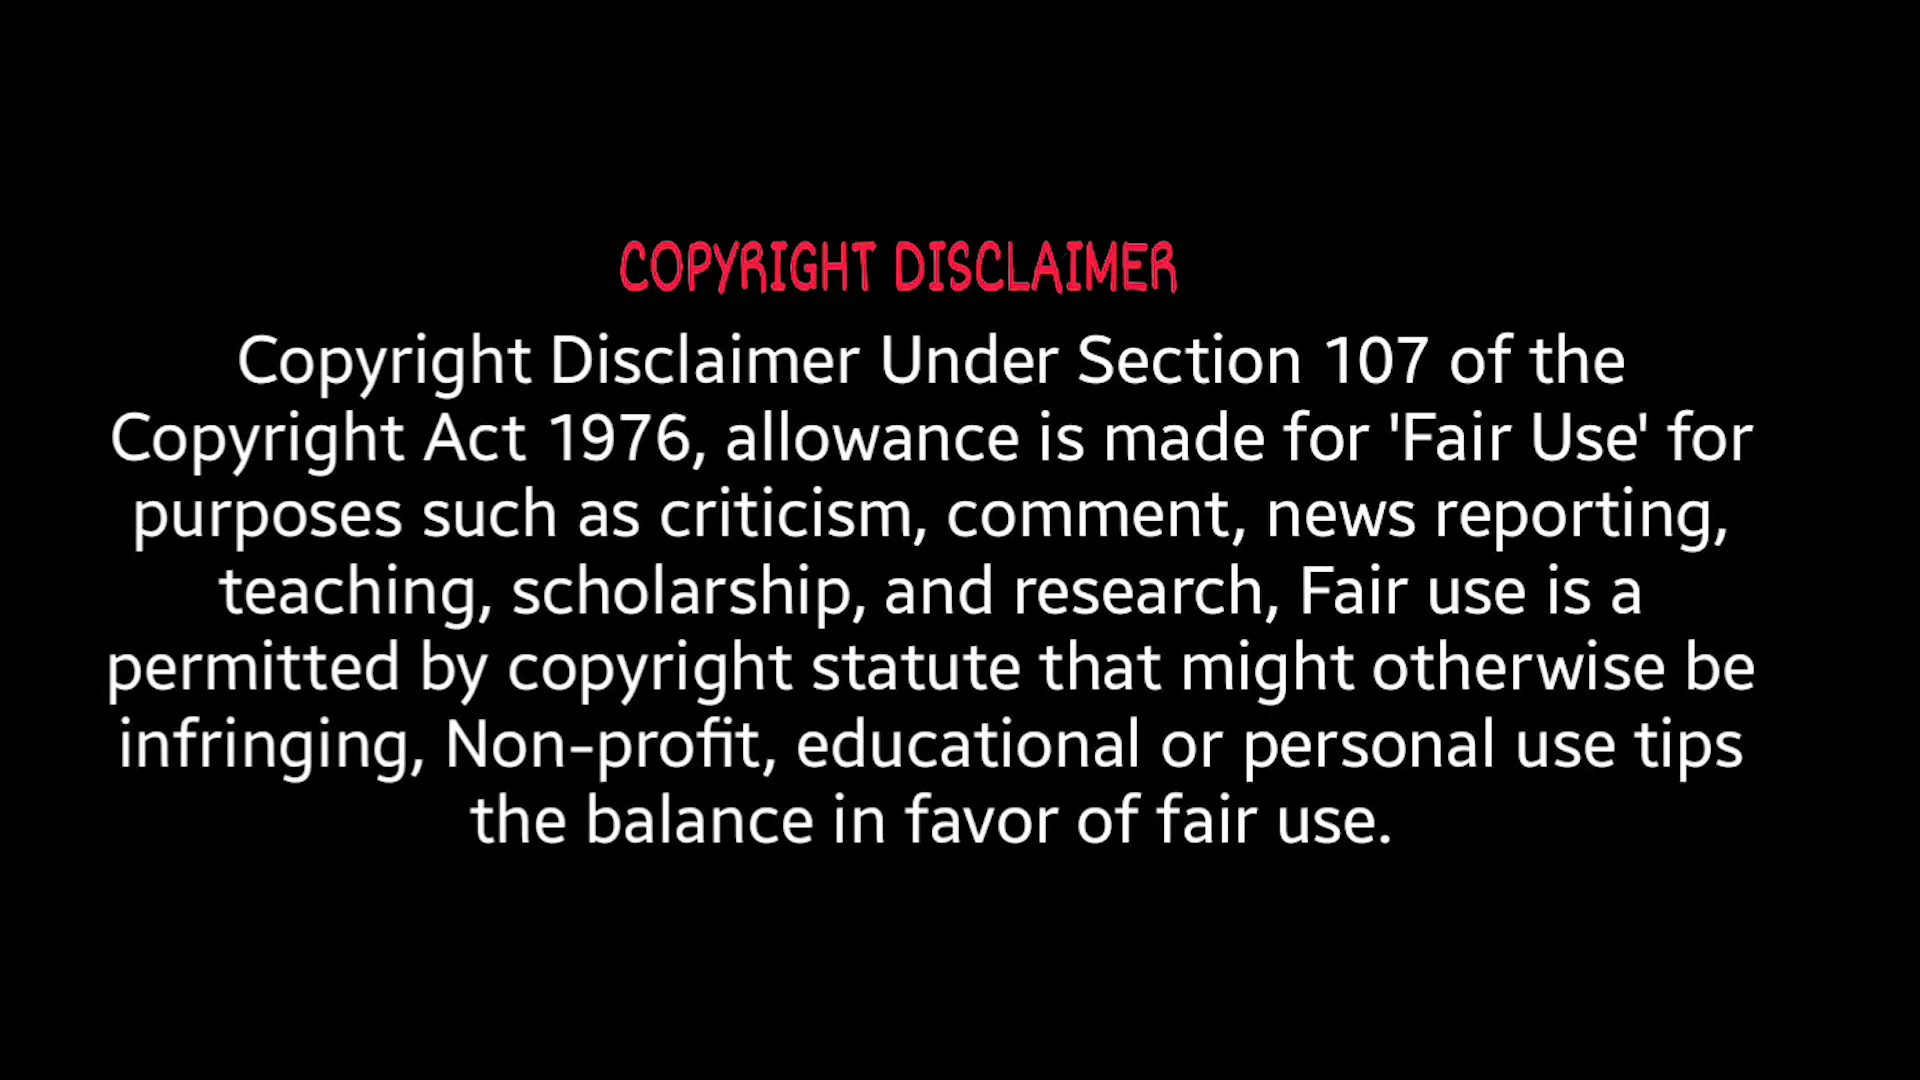 COPYRIGHT DISCLAIMER
Copyright Disclaimer Under Section 107 of the
Copyright Act 1976, allowance is made for 'Fair Use' for
purposes such as criticism, comment, news reporting,
teaching, scholarship, and research, Fair use is a
permitted by copyright statute that might otherwise be
infringing, Non-profit, educational or personal use tips
the balance in favor of fair use.